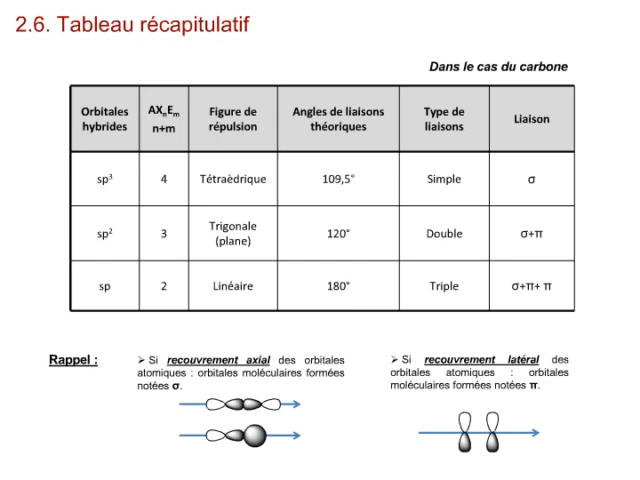 2.6. Tableau récapitulatif
Dans le cas du carbone
Orbitales hybrides | AXnEm n+m | Figure de répulsion | Angles de liaisons théoriques | Type de liaisons | Liaison
sp³ | 4 | Tétraèdrique | 109,5° | Simple | σ
sp² | 3 | Trigonale (plane) | 120° | Double | σ+π
sp | 2 | Linéaire | 180° | Triple | σ+π+ π
Rappel :
➢ Si recouvrement axial des orbitales
atomiques : orbitales moléculaires formées
notées σ.
➢ Si recouvrement latéral des
orbitales atomiques : orbitales
moléculaires formées notées π.